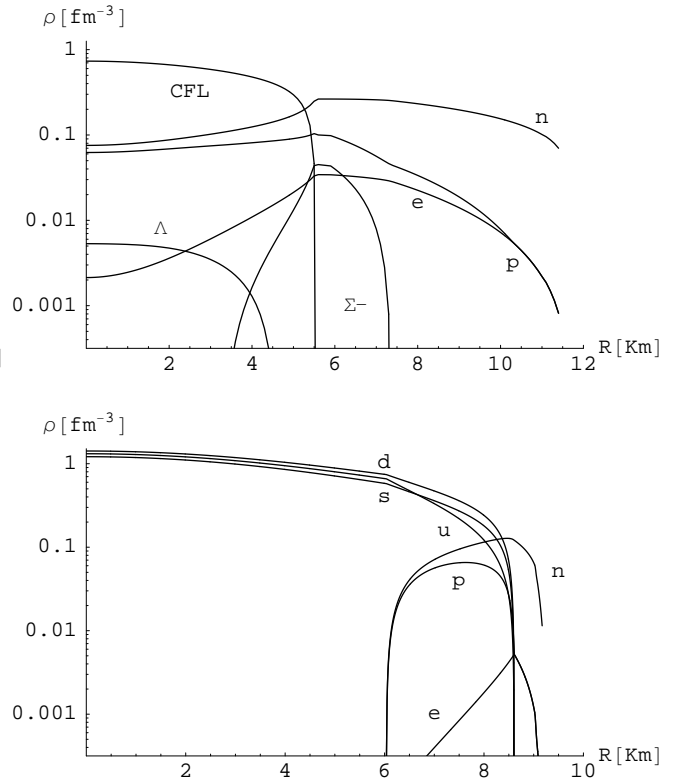 ρ[fm⁻³]
1
CFL
n
0.1
e
0.01
Λ
p
0.001
Σ−
R[Km]
2 4 6 8 10 12
ρ[fm⁻³]
d
1
s
u
0.1
n
p
0.01
e
0.001
R[Km]
2 4 6 8 10